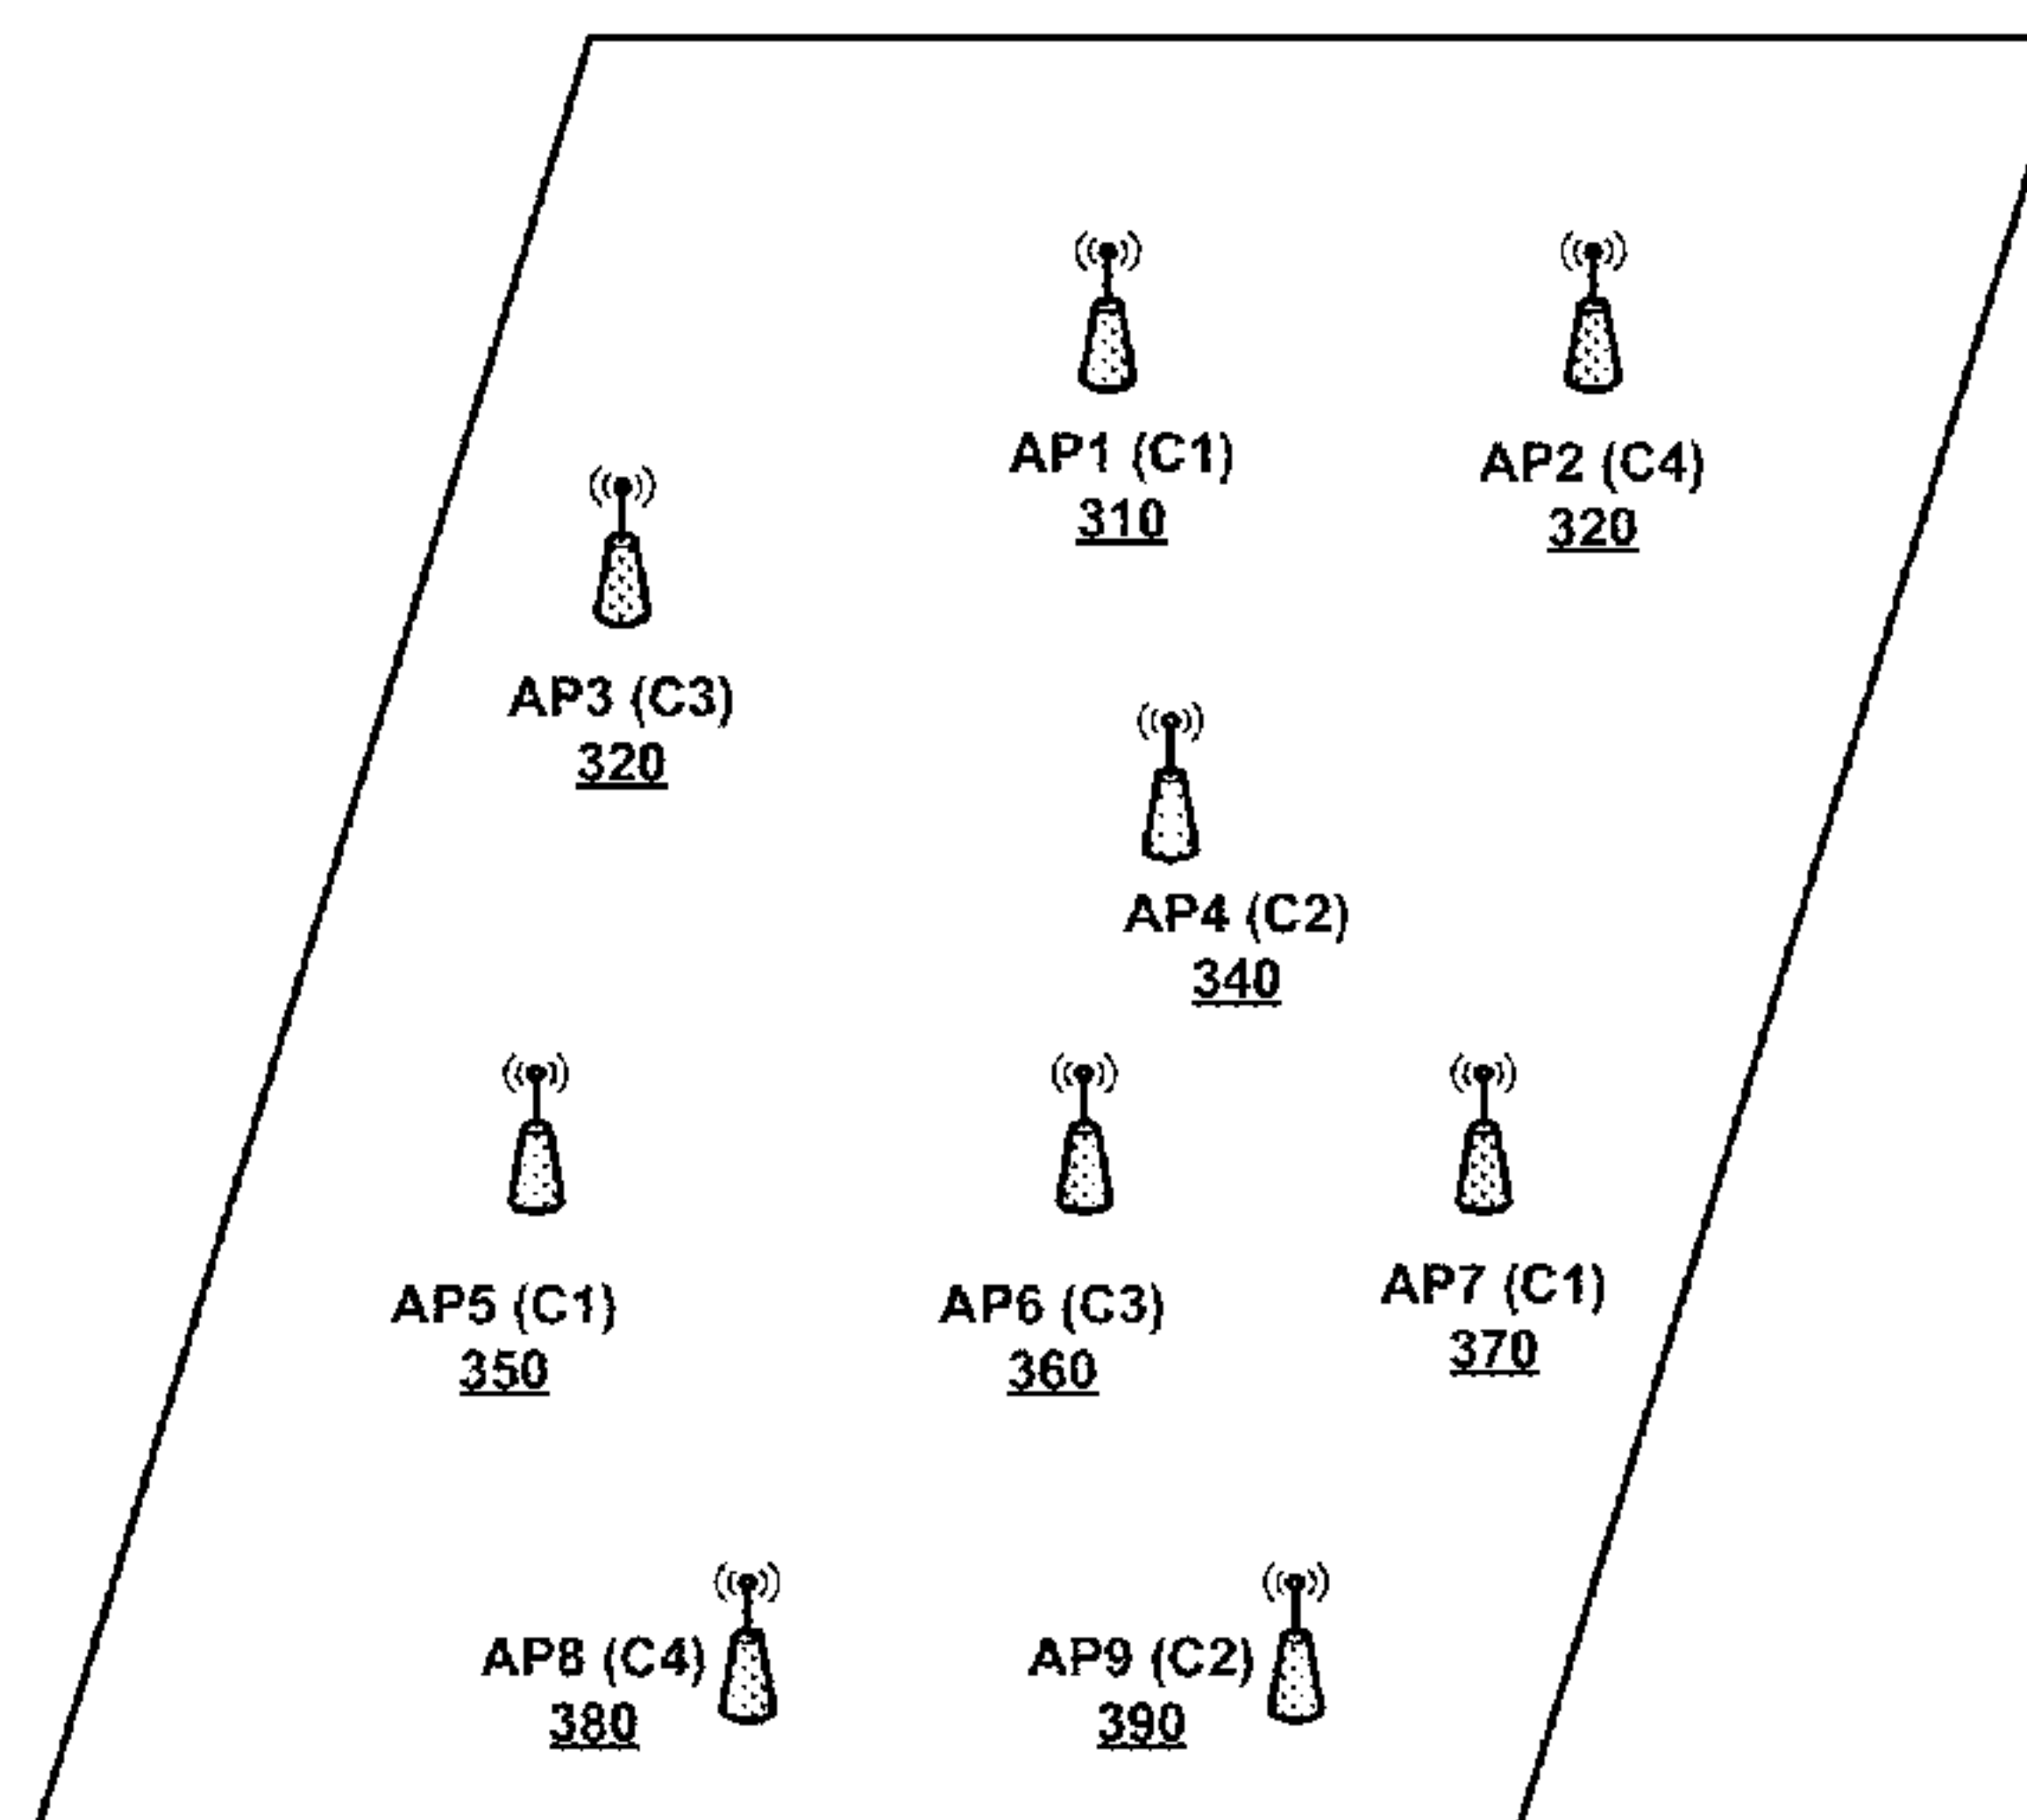 AP1 (C1)
310
AP2 (C4)
320
AP3 (C3)
320
AP4 (C2)
340
AP5 (C1)
350
AP6 (C3)
360
AP7 (C1)
370
AP8 (C4)
380
AP9 (C2)
390